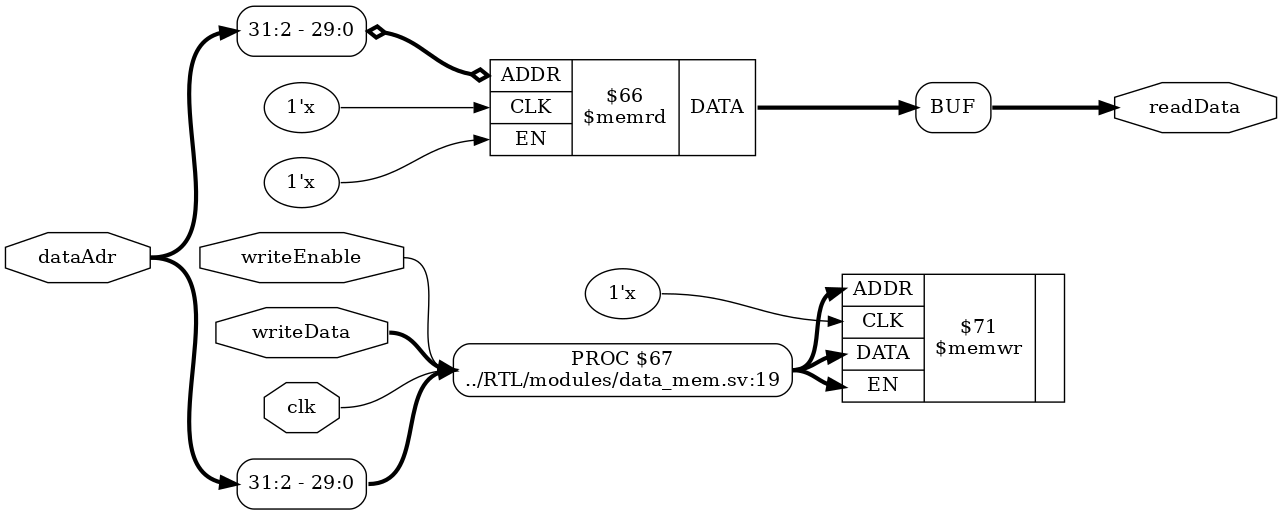 31:2 - 29:0
ADDR
1'x
CLK
$66
$memrd
DATA
EN
1'x
BUF
readData
dataAdr
writeEnable
writeData
clk
31:2 - 29:0
PROC $67
../RTL/modules/data_mem.sv:19
1'x
ADDR
CLK
DATA
EN
$71
$memwr